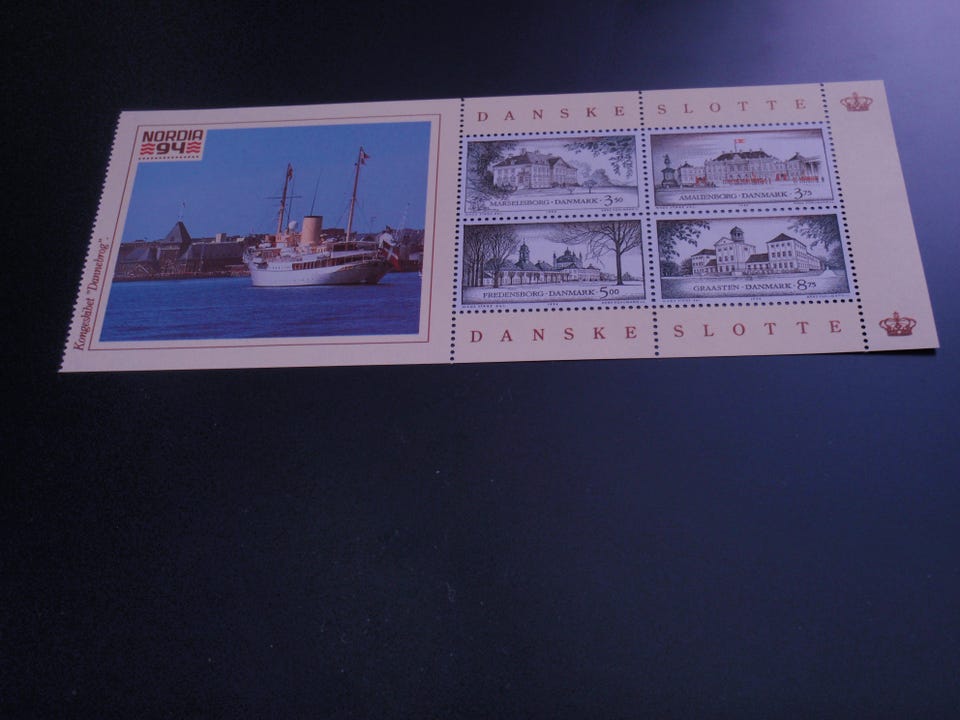 NORDIA
94
Kongeskibet "Dannebrog".
DANSKE SLOTTE
MARSELISBORG · DANMARK · 3 50
AMALIENBORG · DANMARK · 3 75
FREDENSBORG · DANMARK · 5 00
GRAASTEN · DANMARK · 8 75
DANSKE SLOTTE